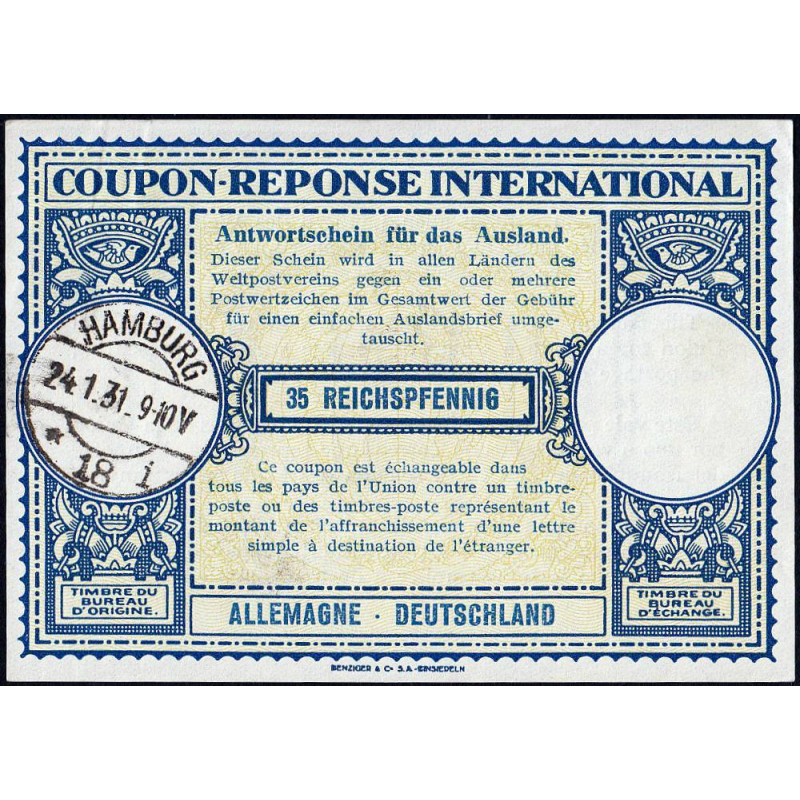 COUPON-REPONSE INTERNATIONAL
Antwortschein für das Ausland.
Dieser Schein wird in allen Ländern des
Weltpostvereins gegen ein oder mehrere
Postwertzeichen im Gesamtwert der Gebühr
für einen einfachen Auslandsbrief umge-
tauscht.
HAMBURG
24.1.31.9-10V
* 18 i
35 REICHSPFENNIG
Ce coupon est échangeable dans
tous les pays de l'Union contre un timbre-
poste ou des timbres-poste représentant le
montant de l'affranchissement d'une lettre
simple à destination de l'étranger.
TIMBRE DU
BUREAU
D'ORIGINE.
TIMBRE DU
BUREAU
D'ÉCHANGE.
ALLEMAGNE · DEUTSCHLAND
BENZIGER & Co S.A.-EINSIEDELN